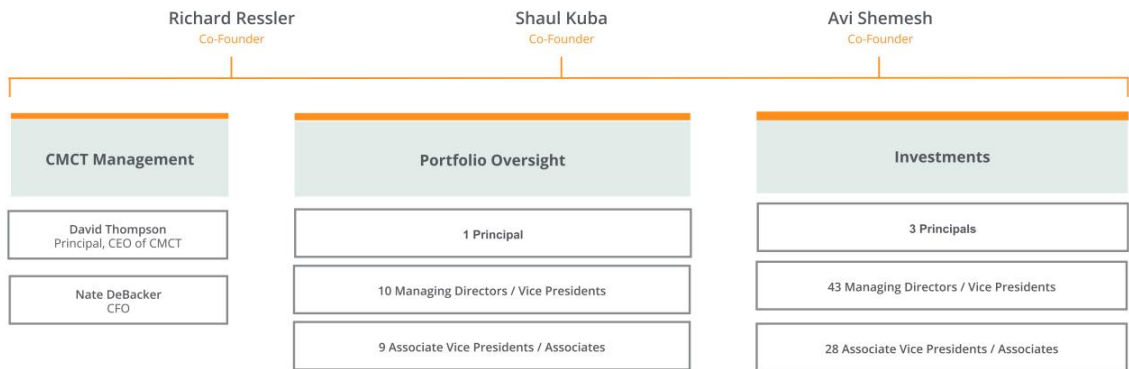 Richard Ressler
Co-Founder
Shaul Kuba
Co-Founder
Avi Shemesh
Co-Founder
CMCT Management
David Thompson
Principal, CEO of CMCT
Nate DeBacker
CFO
Portfolio Oversight
1 Principal
10 Managing Directors / Vice Presidents
9 Associate Vice Presidents / Associates
Investments
3 Principals
43 Managing Directors / Vice Presidents
28 Associate Vice Presidents / Associates